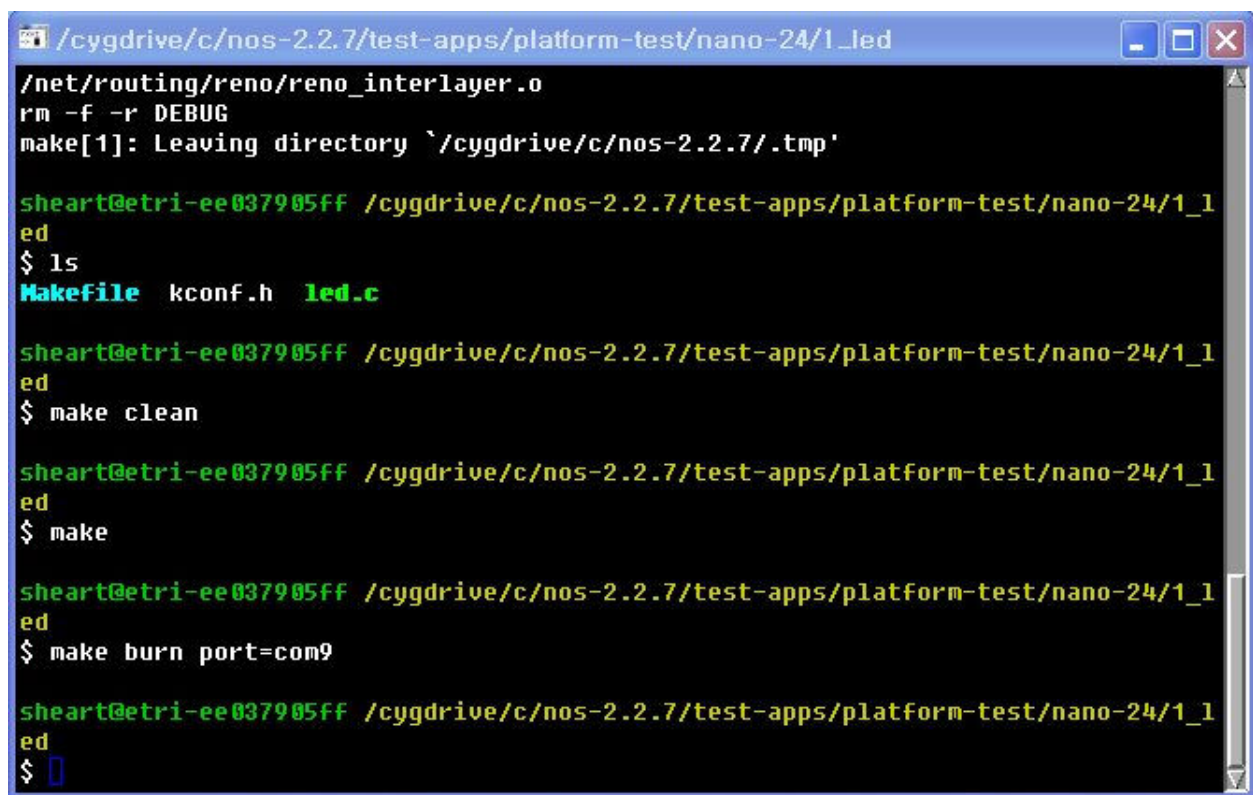 /cygdrive/c/nos-2.2.7/test-apps/platform-test/nano-24/1_led
/net/routing/reno/reno_interlayer.o
rm -f -r DEBUG
make[1]: Leaving directory `/cygdrive/c/nos-2.2.7/.tmp'
sheart@etri-ee037905ff /cygdrive/c/nos-2.2.7/test-apps/platform-test/nano-24/1_l
ed
$ ls
Makefile  kconf.h  led.c
sheart@etri-ee037905ff /cygdrive/c/nos-2.2.7/test-apps/platform-test/nano-24/1_l
ed
$ make clean
sheart@etri-ee037905ff /cygdrive/c/nos-2.2.7/test-apps/platform-test/nano-24/1_l
ed
$ make
sheart@etri-ee037905ff /cygdrive/c/nos-2.2.7/test-apps/platform-test/nano-24/1_l
ed
$ make burn port=com9
sheart@etri-ee037905ff /cygdrive/c/nos-2.2.7/test-apps/platform-test/nano-24/1_l
ed
$